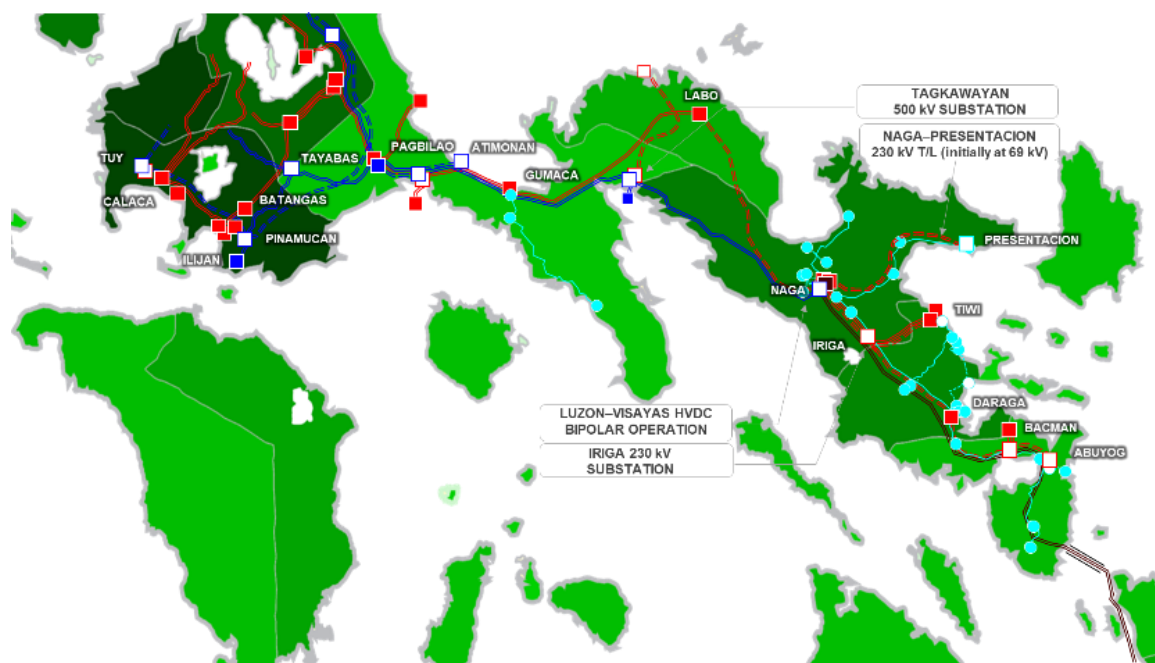 LABO
TAGKAWAYAN
500 kV SUBSTATION
NAGA–PRESENTACION
230 kV T/L (initially at 69 kV)
TUY
TAYABAS
PAGBILAO
ATIMONAN
GUMACA
CALACA
BATANGAS
PINAMUCAN
ILIJAN
PRESENTACION
NAGA
TIWI
IRIGA
DARAGA
LUZON–VISAYAS HVDC
BIPOLAR OPERATION
BACMAN
ABUYOG
IRIGA 230 kV
SUBSTATION